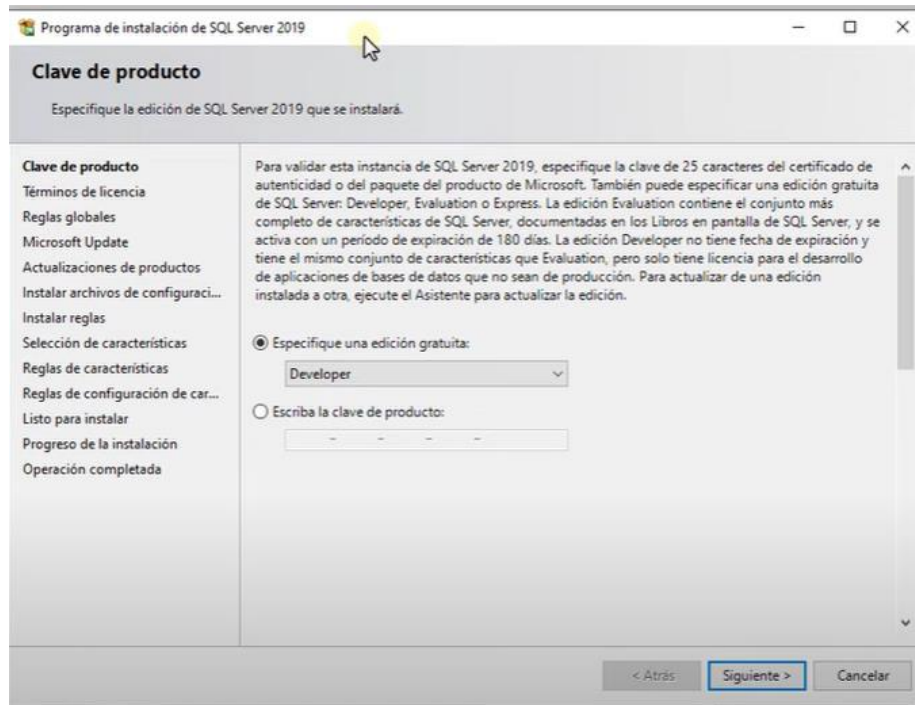 Programa de instalación de SQL Server 2019
Clave de producto
Especifique la edición de SQL Server 2019 que se instalará.
Clave de producto
Términos de licencia
Reglas globales
Microsoft Update
Actualizaciones de productos
Instalar archivos de configuraci...
Instalar reglas
Selección de características
Reglas de características
Reglas de configuración de car...
Listo para instalar
Progreso de la instalación
Operación completada
Para validar esta instancia de SQL Server 2019, especifique la clave de 25 caracteres del certificado de
autenticidad o del paquete del producto de Microsoft. También puede especificar una edición gratuita
de SQL Server: Developer, Evaluation o Express. La edición Evaluation contiene el conjunto más
completo de características de SQL Server, documentadas en los Libros en pantalla de SQL Server, y se
activa con un período de expiración de 180 días. La edición Developer no tiene fecha de expiración y
tiene el mismo conjunto de características que Evaluation, pero solo tiene licencia para el desarrollo
de aplicaciones de bases de datos que no sean de producción. Para actualizar de una edición
instalada a otra, ejecute el Asistente para actualizar la edición.
Especifique una edición gratuita:
Developer
Escriba la clave de producto:
- - - -
< Atrás Siguiente > Cancelar